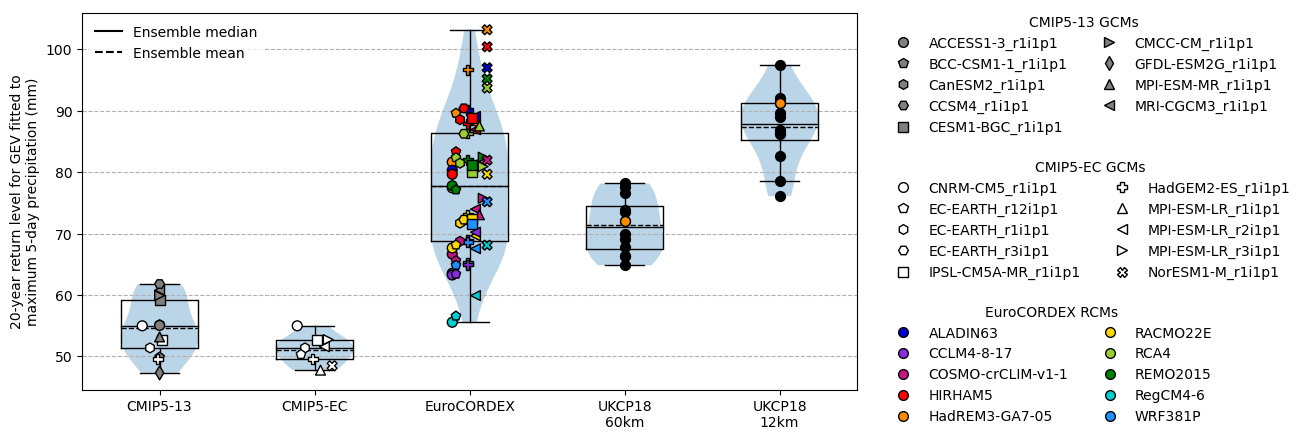 20-year return level for GEV fitted to
maximum 5-day precipitation (mm)
100
90
80
70
60
50
Ensemble median
Ensemble mean
CMIP5-13
CMIP5-EC
EuroCORDEX
UKCP18
60km
UKCP18
12km
CMIP5-13 GCMs
ACCESS1-3_r1i1p1
BCC-CSM1-1_r1i1p1
CanESM2_r1i1p1
CCSM4_r1i1p1
CESM1-BGC_r1i1p1
CMCC-CM_r1i1p1
GFDL-ESM2G_r1i1p1
MPI-ESM-MR_r1i1p1
MRI-CGCM3_r1i1p1
CMIP5-EC GCMs
CNRM-CM5_r1i1p1
EC-EARTH_r12i1p1
EC-EARTH_r1i1p1
EC-EARTH_r3i1p1
IPSL-CM5A-MR_r1i1p1
HadGEM2-ES_r1i1p1
MPI-ESM-LR_r1i1p1
MPI-ESM-LR_r2i1p1
MPI-ESM-LR_r3i1p1
NorESM1-M_r1i1p1
EuroCORDEX RCMs
ALADIN63
CCLM4-8-17
COSMO-crCLIM-v1-1
HIRHAM5
HadREM3-GA7-05
RACMO22E
RCA4
REMO2015
RegCM4-6
WRF381P